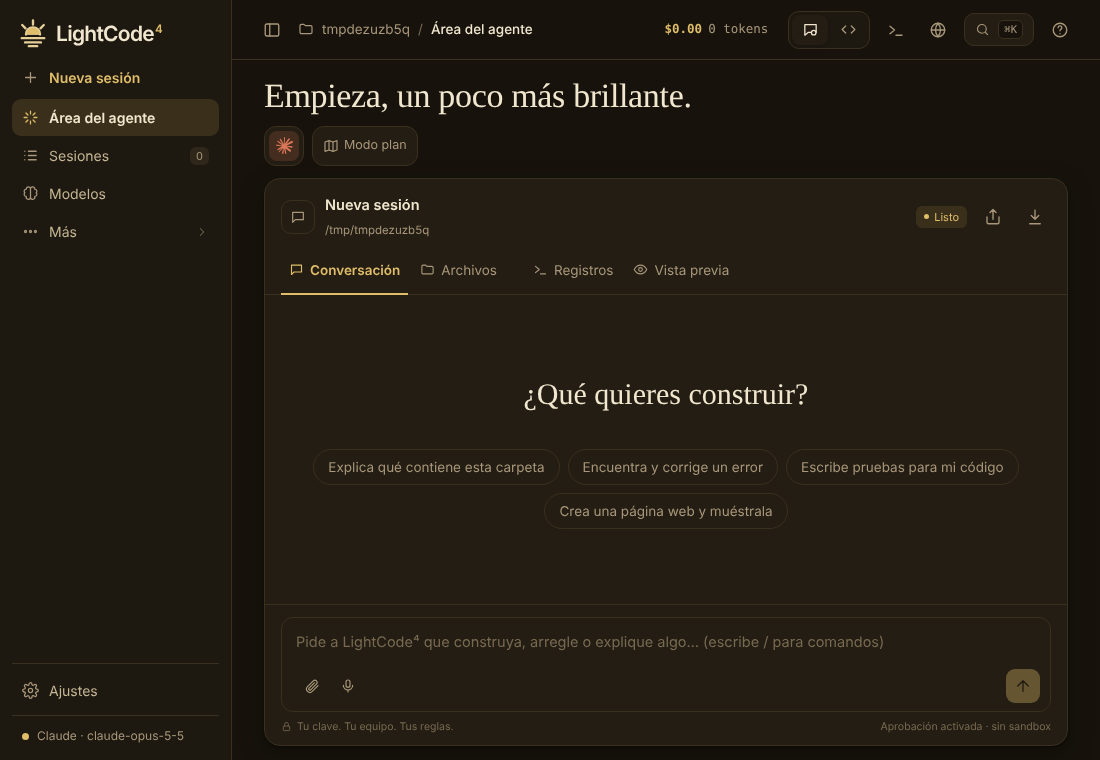 LightCode⁴
Nueva sesión
Área del agente
Sesiones 0
Modelos
Más
Ajustes
Claude · claude-opus-5-5
tmpdezuzb5q / Área del agente
$0.00 0 tokens
⌘K
Empieza, un poco más brillante.
Modo plan
Nueva sesión
/tmp/tmpdezuzb5q
Listo
Conversación Archivos Registros Vista previa
¿Qué quieres construir?
Explica qué contiene esta carpeta Encuentra y corrige un error Escribe pruebas para mi código
Crea una página web y muéstrala
Pide a LightCode⁴ que construya, arregle o explique algo... (escribe / para comandos)
Tu clave. Tu equipo. Tus reglas. Aprobación activada · sin sandbox